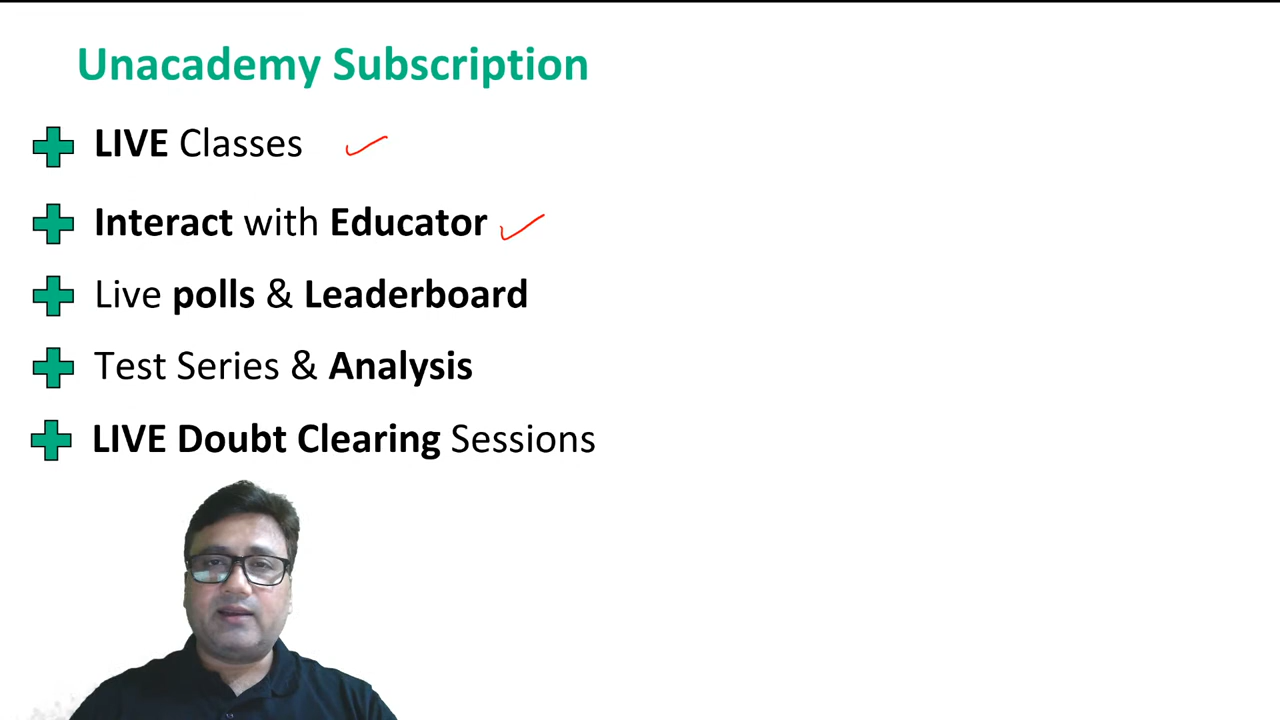 Unacademy Subscription
LIVE Classes
Interact with Educator
Live polls & Leaderboard
Test Series & Analysis
LIVE Doubt Clearing Sessions